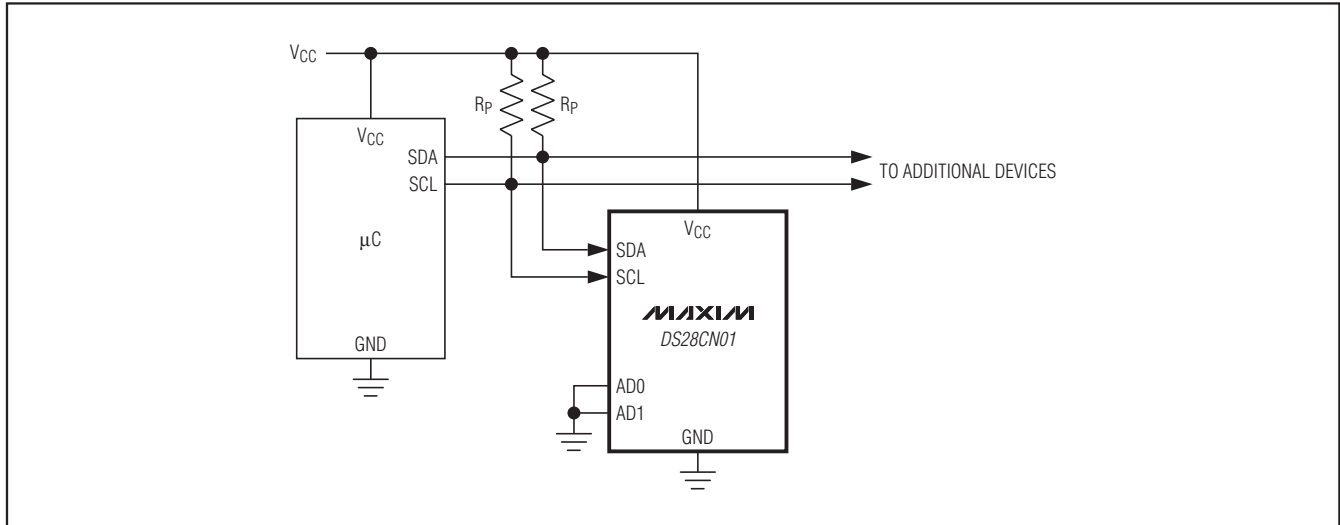 VCC
RP RP
VCC
SDA
SCL
TO ADDITIONAL DEVICES
μC
GND
VCC
SDA
SCL
MAXIM
DS28CN01
AD0
AD1
GND